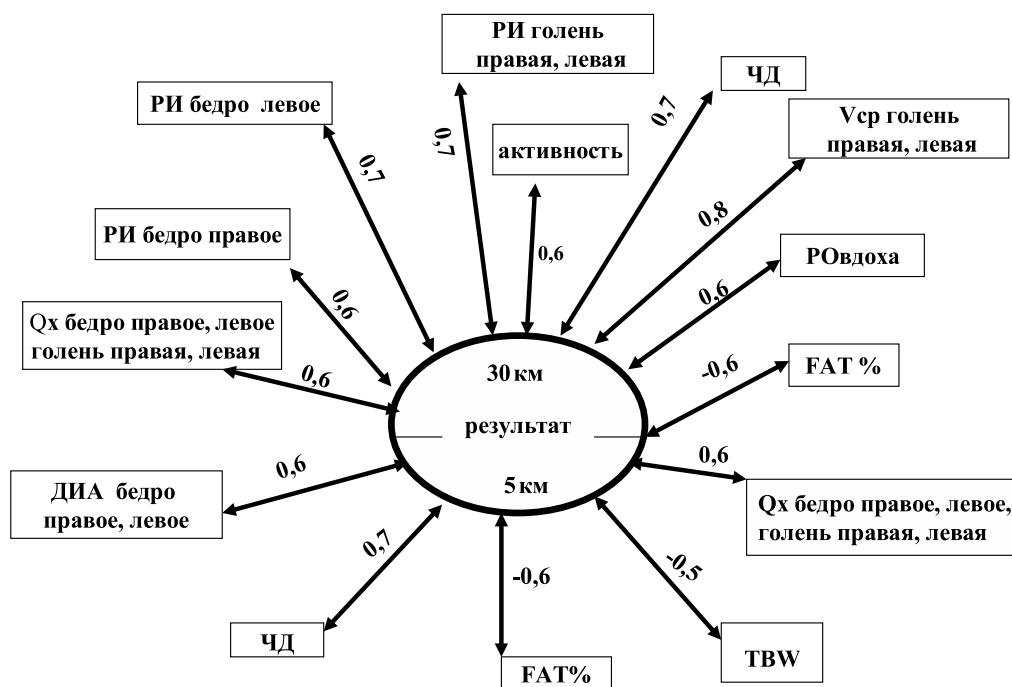 РИ голень
правая, левая
ЧД
РИ бедро левое
Vср голень
правая, левая
активность
0,7
0,7
0,7
0,8
РИ бедро правое
РОвдоха
0,6
0,6
0,6
Qх бедро правое, левое
голень правая, левая
0,6
30 км
-0,6
FAT %
результат
0,6
0,6
ДИА бедро
правое, левое
5 км
Qх бедро правое, левое,
голень правая, левая
0,7
-0,6
-0,5
ЧД
FAT%
TBW